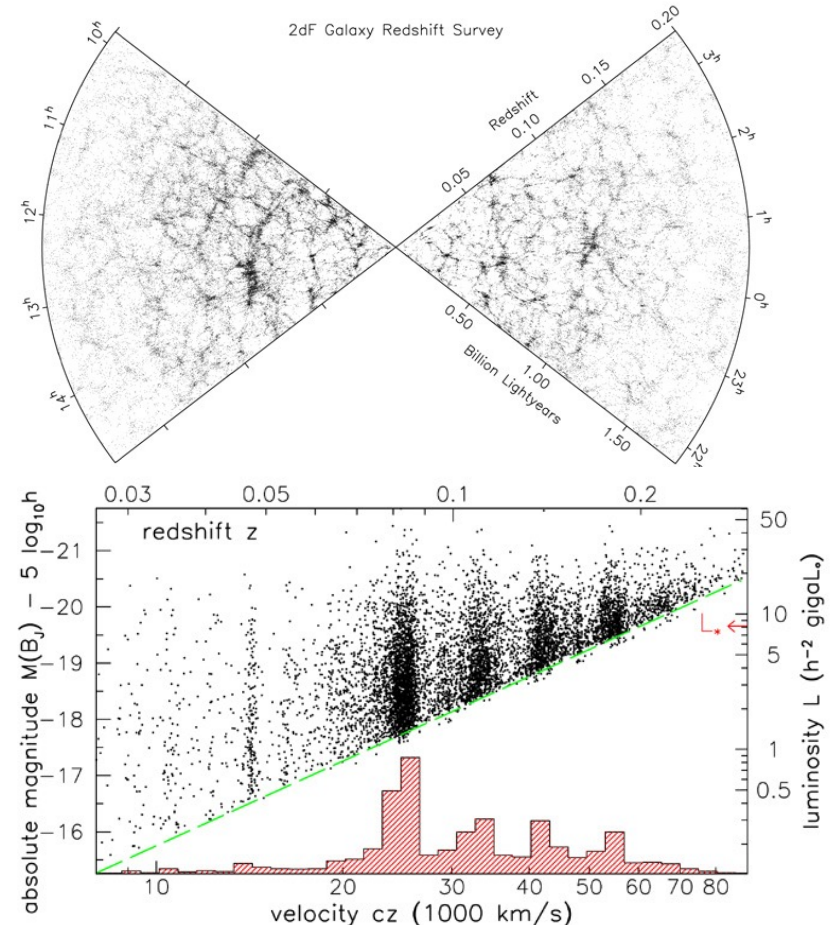 2dF Galaxy Redshift Survey
10ʰ
11ʰ
12ʰ
13ʰ
14ʰ
Redshift
0.05
0.10
0.15
0.20
3ʰ
2ʰ
1ʰ
0ʰ
23ʰ
22ʰ
0.50
1.00
1.50
Billion Lightyears
0.03 0.05 0.1 0.2
redshift z
absolute magnitude M(B_J) − 5 log₁₀h
−21
−20
−19
−18
−17
−16
50
10
5
1
0.5
L*
luminosity L (h⁻² gigaL∗)
10 20 30 40 50 60 70 80
velocity cz (1000 km/s)